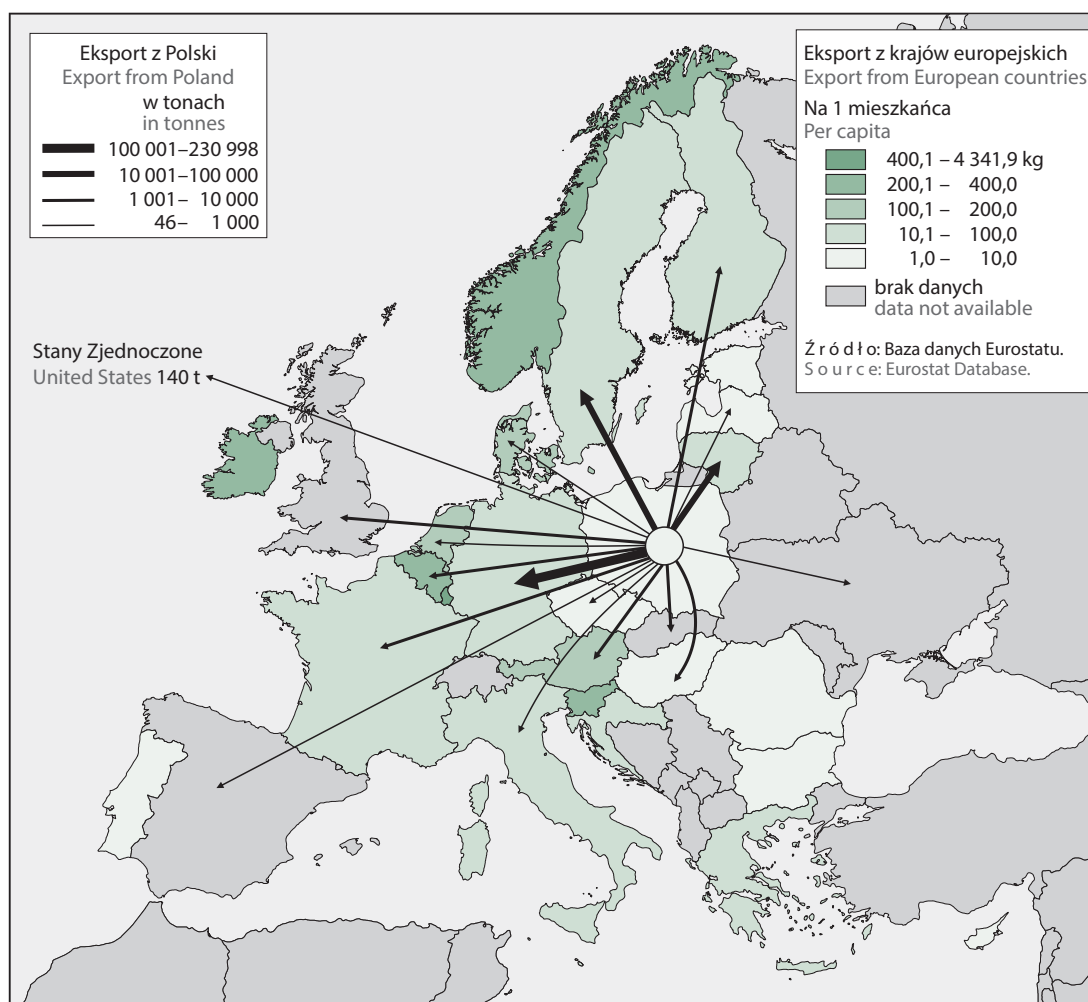 Eksport z Polski
Export from Poland
w tonach
in tonnes
100 001–230 998
10 001–100 000
1 001– 10 000
46– 1 000
Eksport z krajów europejskich
Export from European countries
Na 1 mieszkańca
Per capita
400,1 – 4 341,9 kg
200,1 – 400,0
100,1 – 200,0
10,1 – 100,0
1,0 – 10,0
brak danych
data not available
Ź r ó d ł o: Baza danych Eurostatu.
S o u r c e: Eurostat Database.
Stany Zjednoczone
United States 140 t